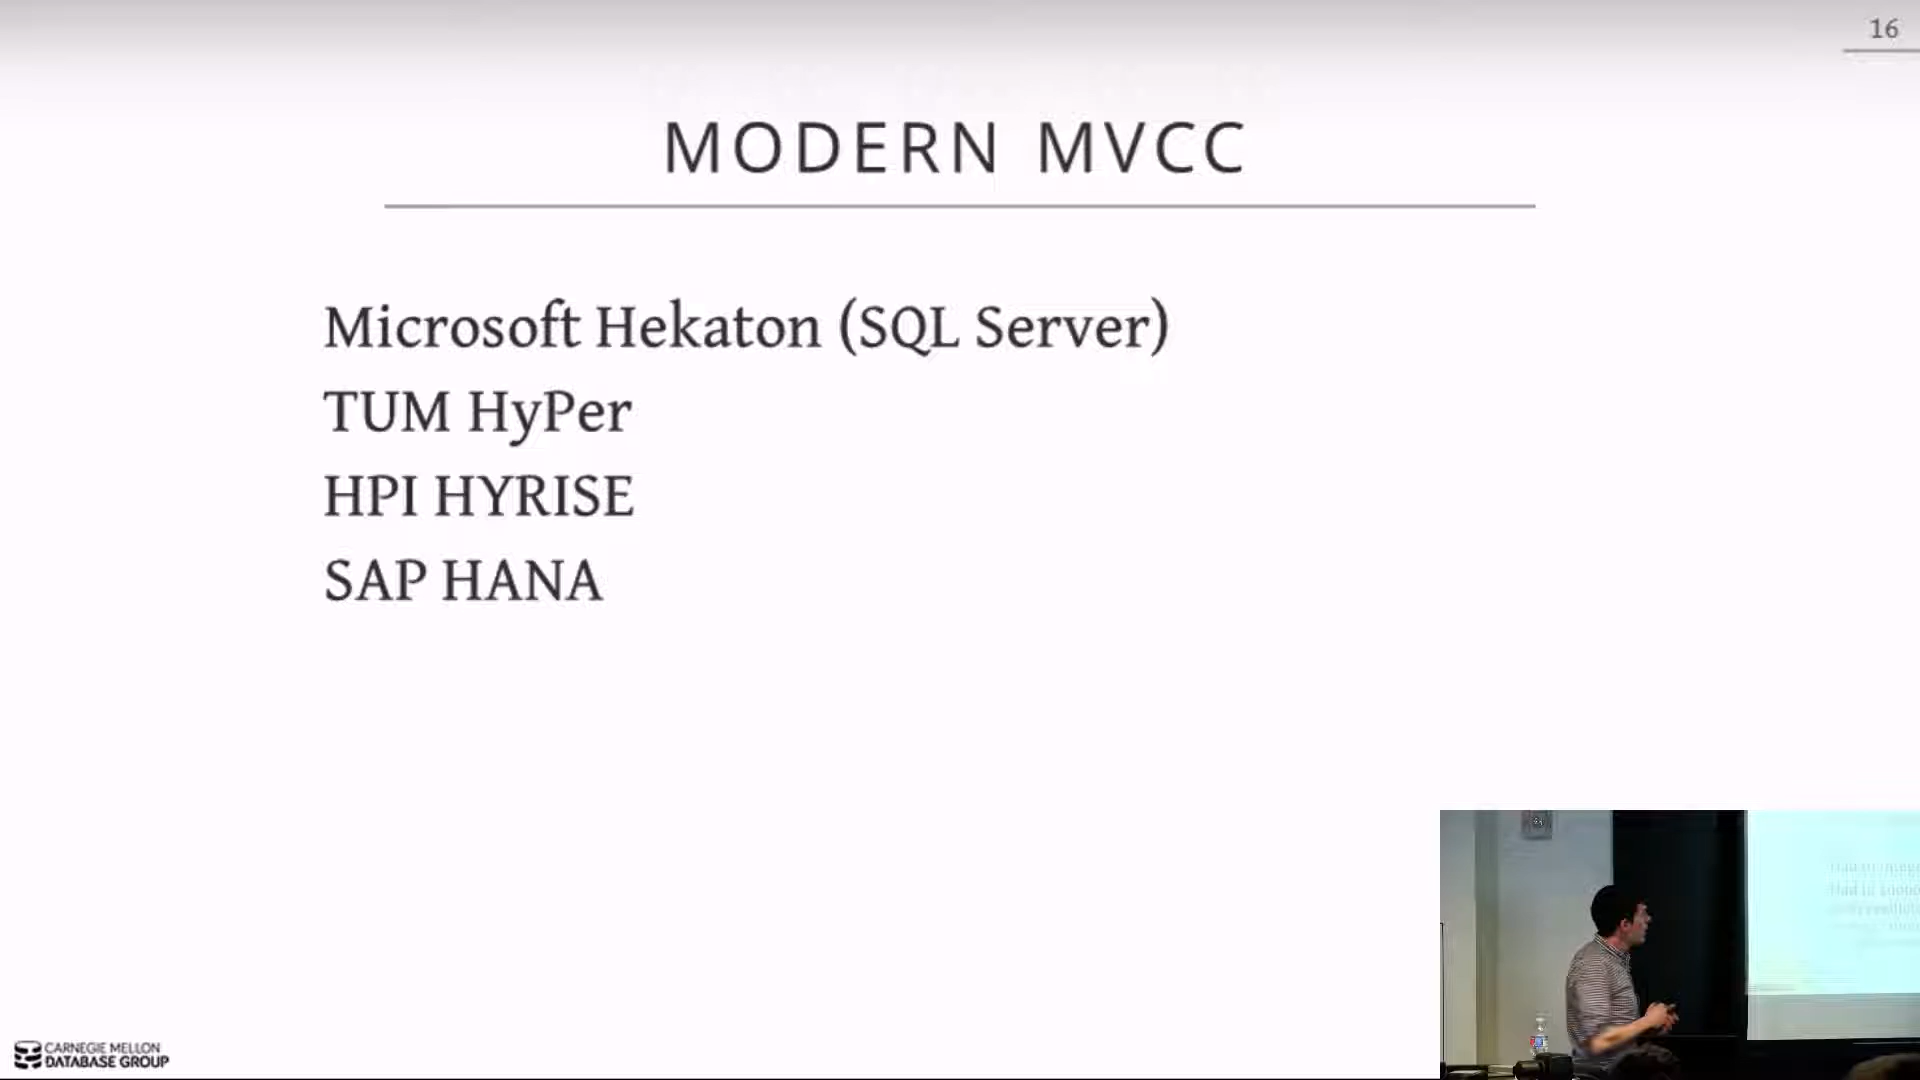 16
MODERN MVCC
Microsoft Hekaton (SQL Server)
TUM HyPer
HPI HYRISE
SAP HANA
CARNEGIE MELLON
DATABASE GROUP